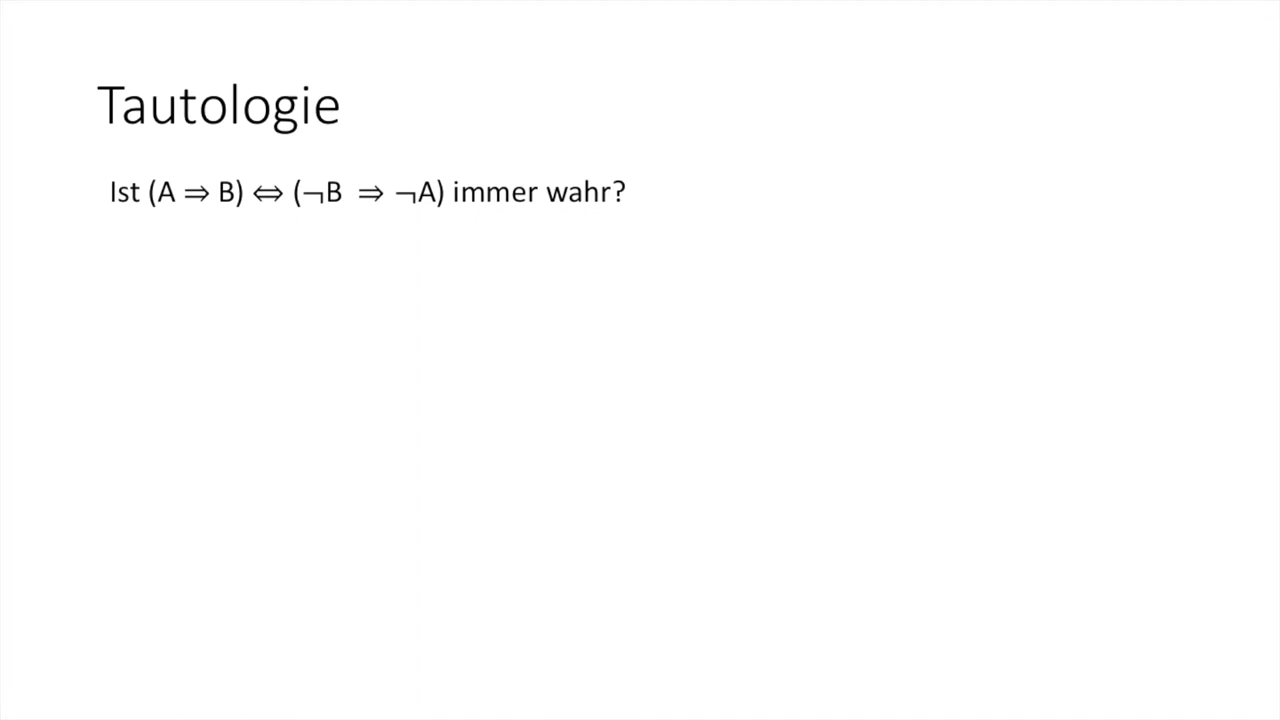 Tautologie
Ist (A ⇒ B) ⇔ (¬B ⇒ ¬A) immer wahr?